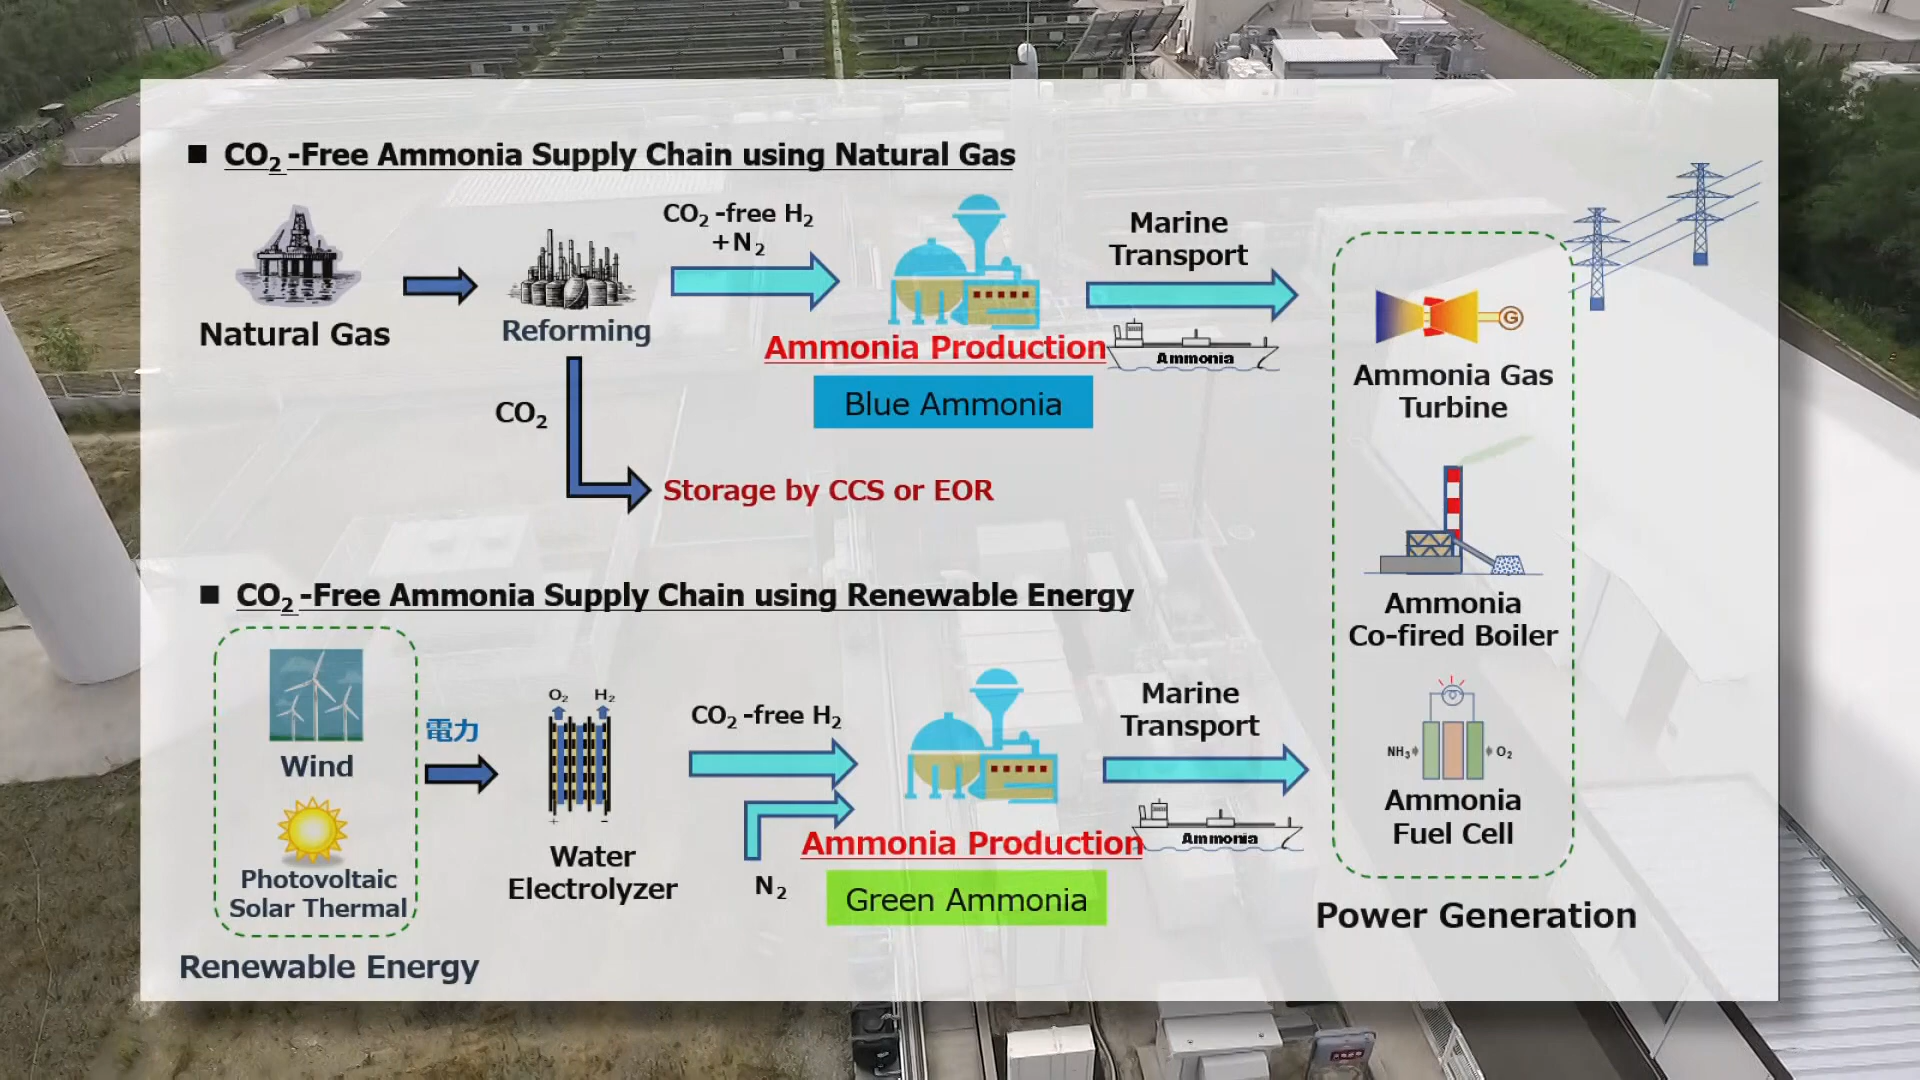 ■ CO₂-Free Ammonia Supply Chain using Natural Gas
Natural Gas
Reforming
CO₂-free H₂
+N₂
Ammonia Production
Blue Ammonia
Marine
Transport
Ammonia
CO₂
Storage by CCS or EOR
■ CO₂-Free Ammonia Supply Chain using Renewable Energy
Wind
Photovoltaic
Solar Thermal
Renewable Energy
電力
O₂ H₂
+ −
Water
Electrolyzer
CO₂-free H₂
N₂
Ammonia Production
Green Ammonia
Marine
Transport
Ammonia
G
Ammonia Gas
Turbine
Ammonia
Co-fired Boiler
NH₃ O₂
Ammonia
Fuel Cell
Power Generation